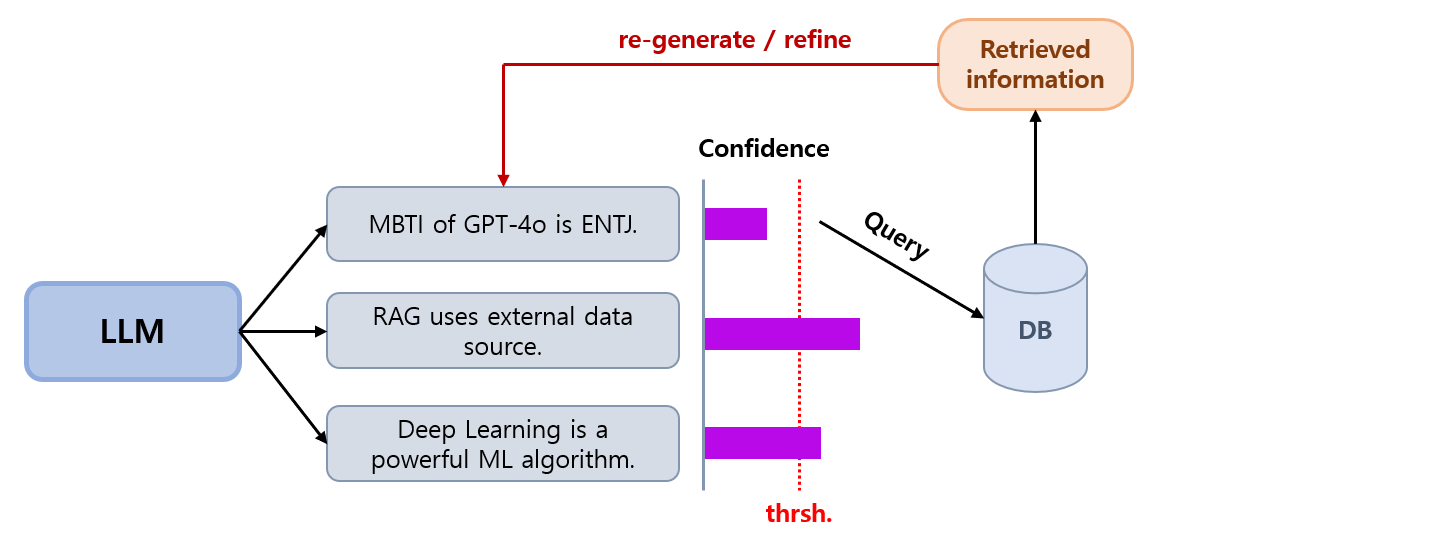 re-generate / refine
Retrieved
information
Confidence
MBTI of GPT-4o is ENTJ.
Query
LLM
RAG uses external data
source.
DB
Deep Learning is a
powerful ML algorithm.
thrsh.